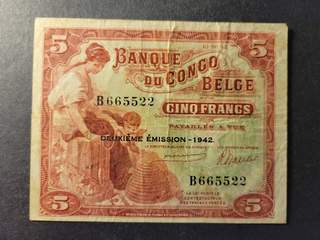 5 5
BANQUE
DU CONGO
BELGE
B665522
CINQ FRANCS
PAYABLES A VUE
DEUXIÈME ÉMISSION-1942.
B665522
5 5